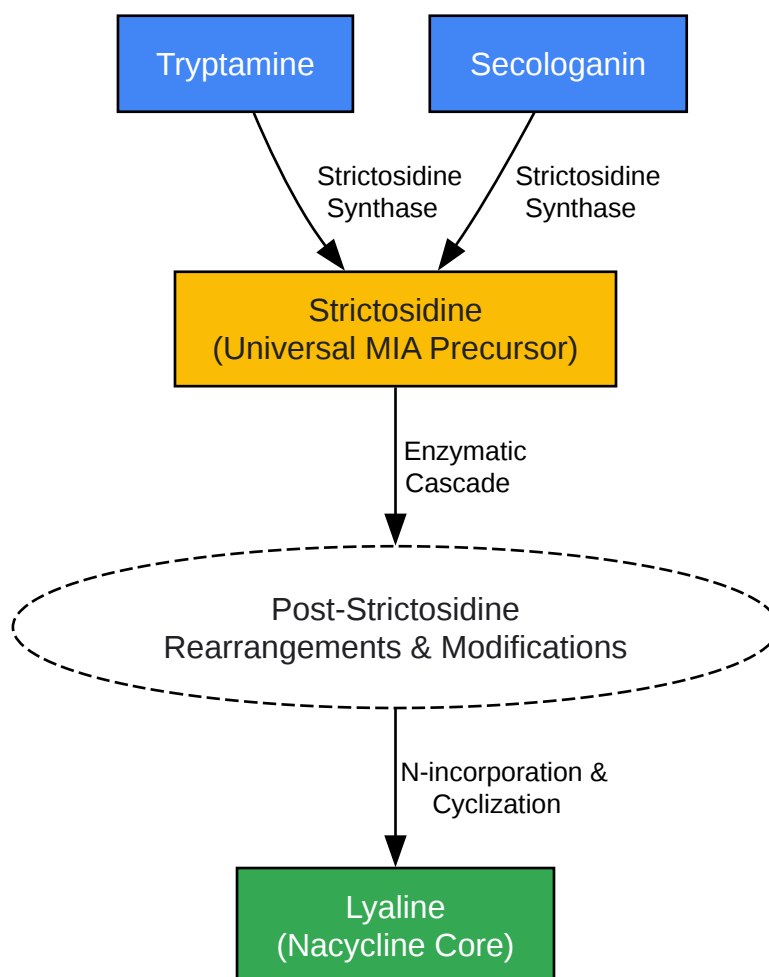 Tryptamine
Secologanin
Strictosidine
Synthase
Strictosidine
Synthase
Strictosidine
(Universal MIA Precursor)
Enzymatic
Cascade
Post-Strictosidine
Rearrangements & Modifications
N-incorporation &
Cyclization
Lyaline
(Nacycline Core)